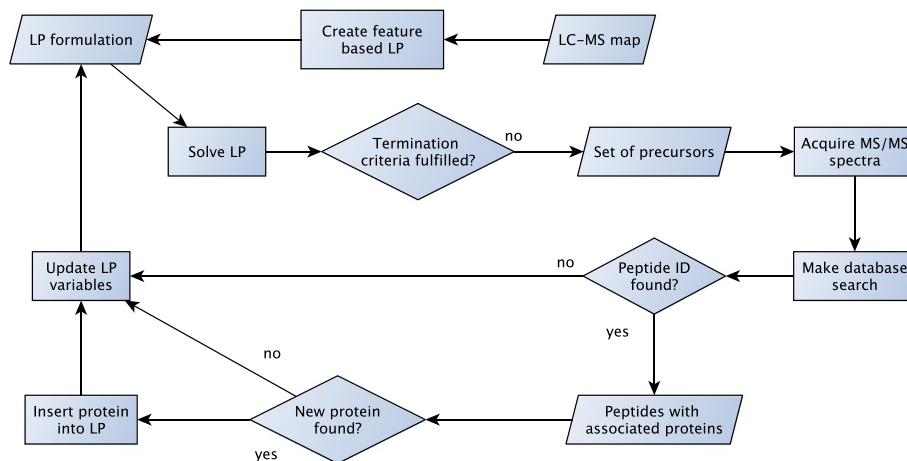 LP formulation
Create feature
based LP
LC-MS map
Solve LP
Termination
criteria fulfilled?
no
Set of precursors
Acquire MS/MS
spectra
Update LP
variables
no
Peptide ID
found?
Make database
search
yes
no
Insert protein
into LP
New protein
found?
yes
Peptides with
associated proteins